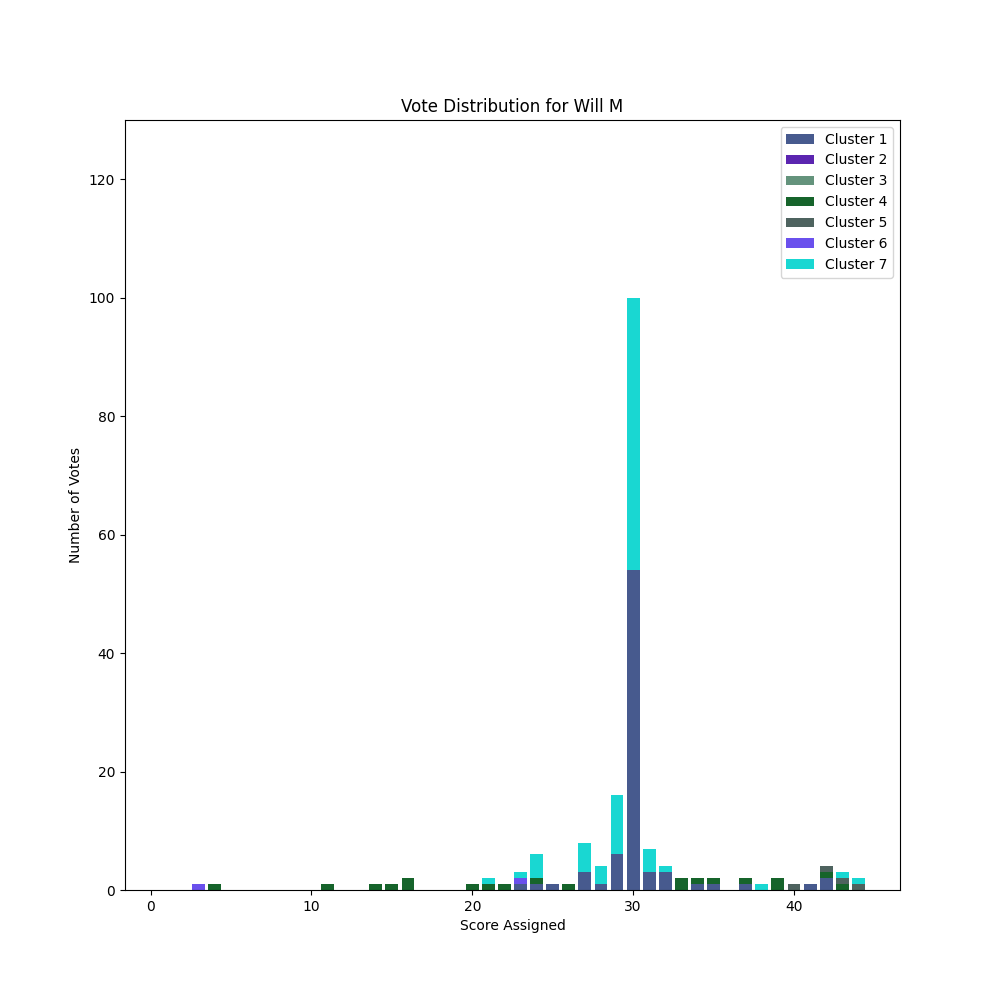 Vote Distribution for Will M
Cluster 1
Cluster 2
Cluster 3
Cluster 4
Cluster 5
Cluster 6
Cluster 7
120
100
80
60
40
20
0
Number of Votes
0 10 20 30 40
Score Assigned